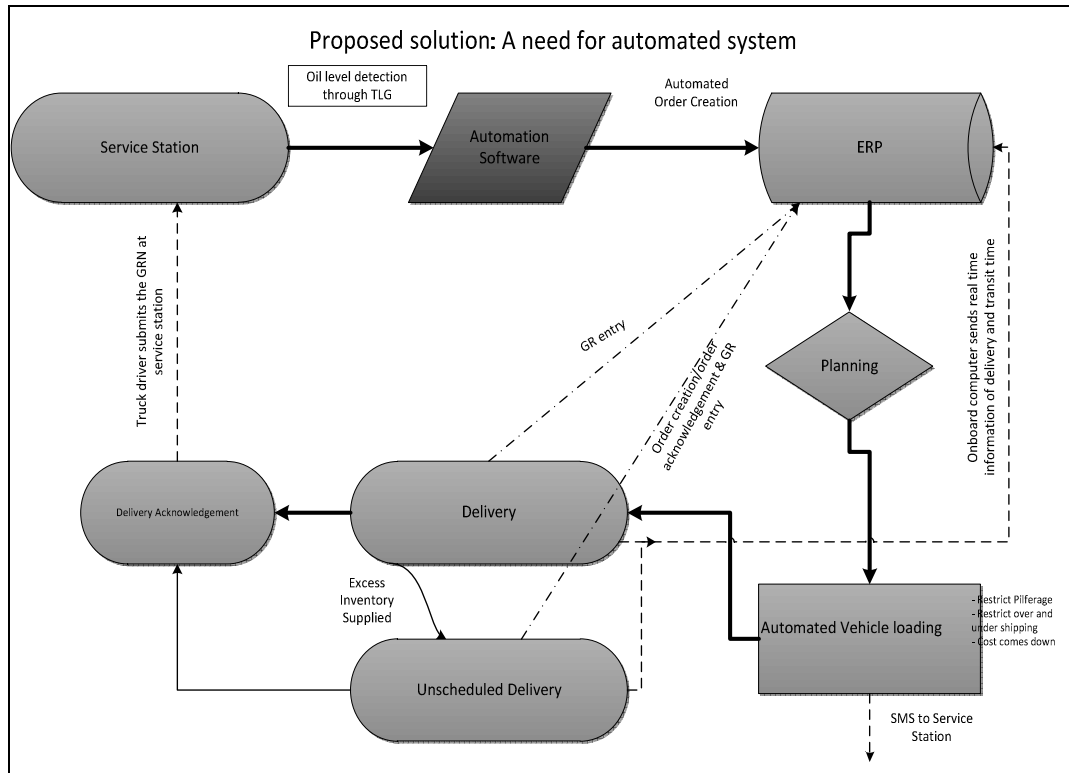 Proposed solution: A need for automated system
Oil level detection
through TLG
Automated
Order Creation
Service Station
Automation
Software
ERP
Truck driver submits the GRN at
service station
GR entry
Order creation/order
acknowledgement & GR
entry
Planning
Onboard computer sends real time
information of delivery and transit time
Delivery Acknowledgement
Delivery
Excess
Inventory
Supplied
Automated Vehicle loading
- Restrict Pilferage
- Restrict over and
under shipping
- Cost comes down
Unscheduled Delivery
SMS to Service
Station